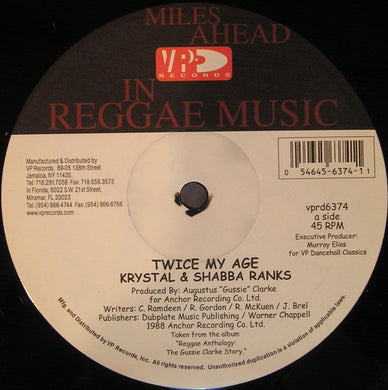 MILES
AHEAD
VP
RECORDS
IN
REGGAE MUSIC
Manufactured & Distributed by
VP Records, 89-05 138th Street
Jamaica, NY 11435.
Tel: 718.291.7058 Fax: 718.658.3573
In Florida, 6022 S.W. 21st Street,
Miramar, FL 33023
Tel: (954) 966-4744 Fax: (954) 966-8766
www.vprecords.com
0 54645-6374-1 1
vprd6374
a side
45 RPM
Executive Producer:
Murray Elias
for VP Dancehall Classics
TWICE MY AGE
KRYSTAL & SHABBA RANKS
Produced By: Augustus "Gussie" Clarke
for Anchor Recording Co. Ltd.
Writers: C. Ramdeen / R. Gordon / R. McKuen / J. Brel
Publishers: Dubplate Music Publishing / Warner Chappell
1988 Anchor Recording Co. Ltd.
Taken from the album
"Reggae Anthology:
The Gussie Clarke Story."
Mfg. and Distributed by VP Records, Inc. All rights reserved. Unauthorized duplication is a violation of applicable laws.